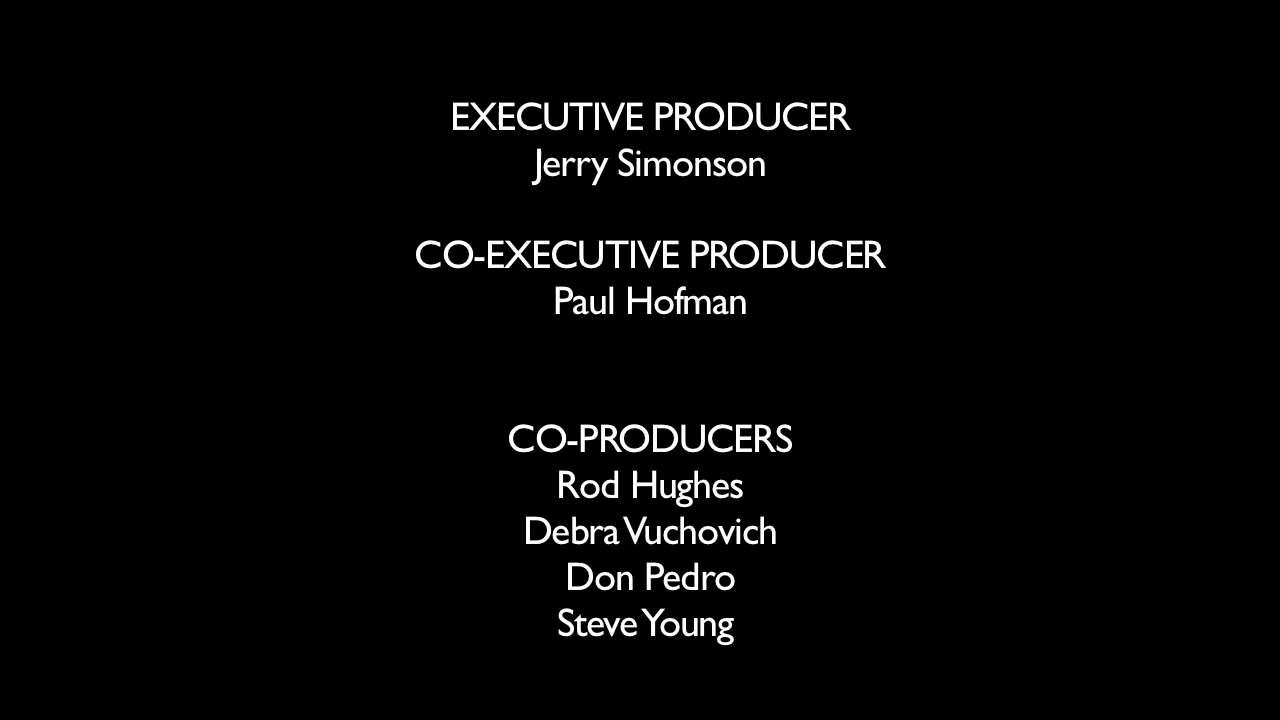 EXECUTIVE PRODUCER
Jerry Simonson
CO-EXECUTIVE PRODUCER
Paul Hofman
CO-PRODUCERS
Rod Hughes
Debra Vuchovich
Don Pedro
Steve Young